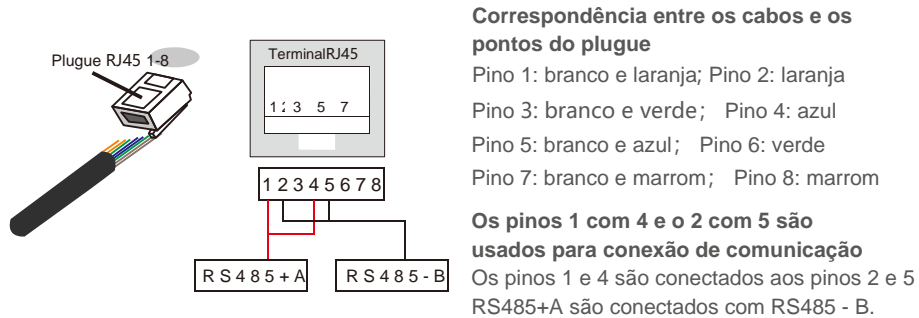 Plugue RJ45 1-8
TerminalRJ45
1 2 3 5 7
1 2 3 4 5 6 7 8
RS485+A
RS485-B
Correspondência entre os cabos e os
pontos do plugue
Pino 1: branco e laranja; Pino 2: laranja
Pino 3: branco e verde; Pino 4: azul
Pino 5: branco e azul; Pino 6: verde
Pino 7: branco e marrom; Pino 8: marrom
Os pinos 1 com 4 e o 2 com 5 são
usados para conexão de comunicação
Os pinos 1 e 4 são conectados aos pinos 2 e 5
RS485+A são conectados com RS485 - B.